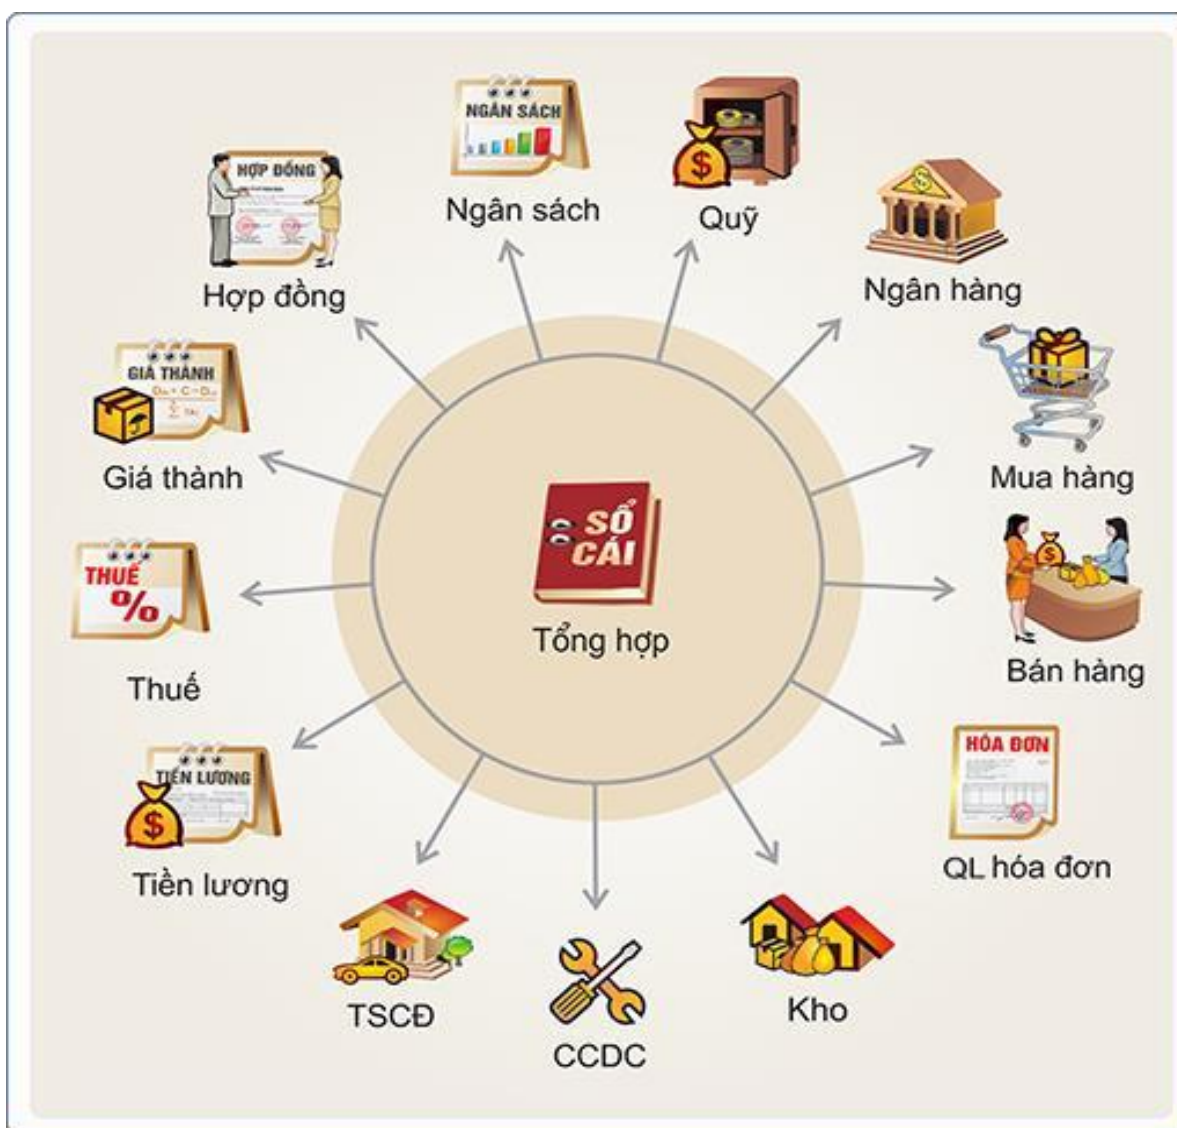 NGÂN SÁCH
Ngân sách
Quỹ
HỢP ĐỒNG
Hợp đồng
Ngân hàng
GIÁ THÀNH
Giá thành
Mua hàng
SỔ
CÁI
Tổng hợp
THUẾ
%
Thuế
Bán hàng
TIỀN LƯƠNG
Tiền lương
HÓA ĐƠN
QL hóa đơn
TSCĐ
CCDC
Kho